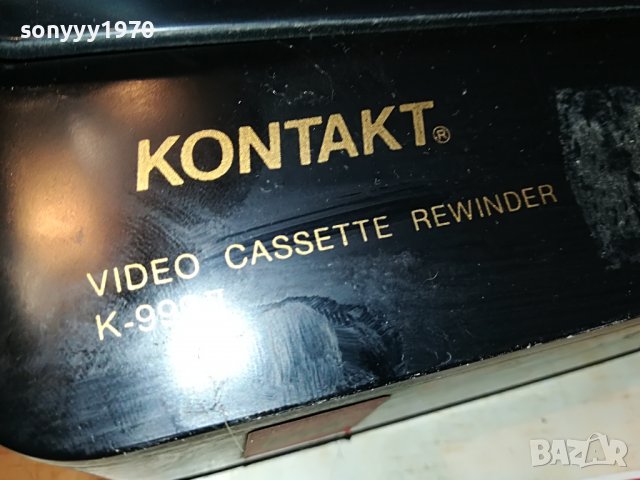 sonyyy1970
KONTAKT®
VIDEO CASSETTE REWINDER
BAZAR